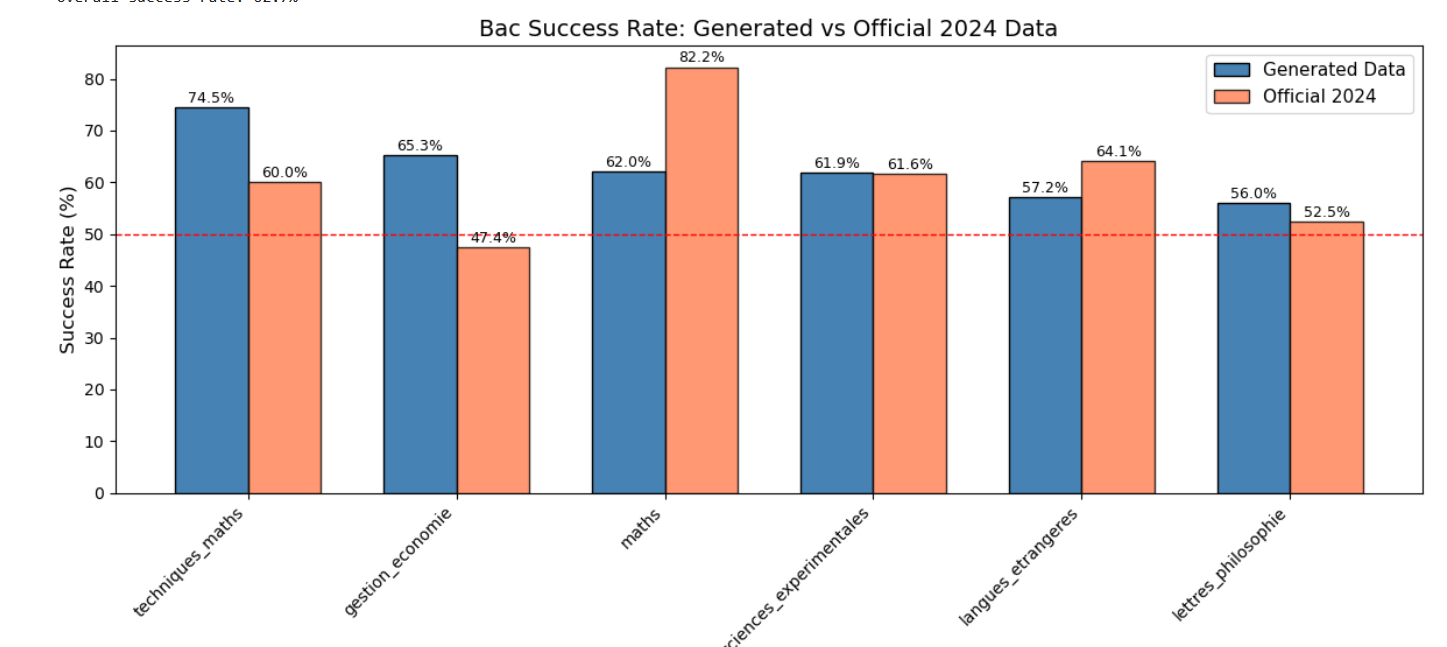 Bac Success Rate: Generated vs Official 2024 Data
Generated Data
Official 2024
Success Rate (%)
80
70
60
50
40
30
20
10
0
74.5%
60.0%
65.3%
47.4%
62.0%
82.2%
61.9%
61.6%
57.2%
64.1%
56.0%
52.5%
techniques_maths
gestion_economie
maths
ciences_experimentales
langues_etrangeres
lettres_philosophie